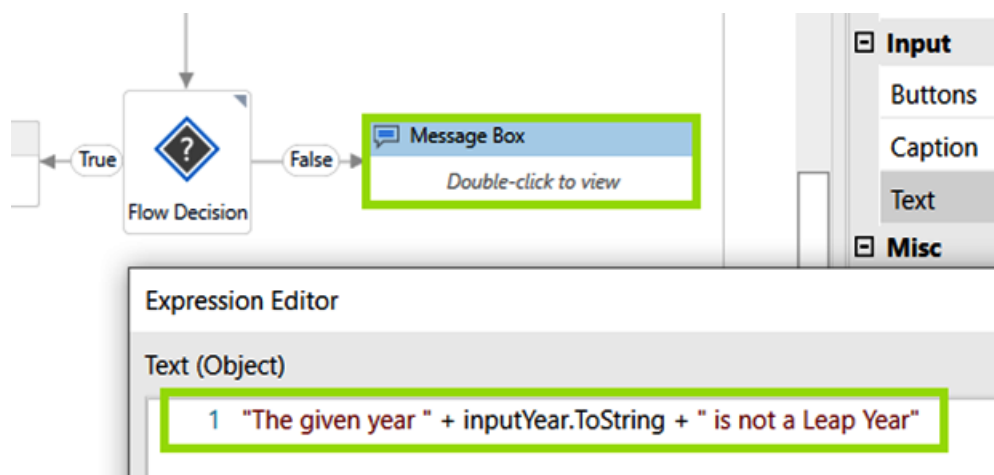 True
False
Flow Decision
Message Box
Double-click to view
Input
Buttons
Caption
Text
Misc
Expression Editor
Text (Object)
1 "The given year " + inputYear.ToString + " is not a Leap Year"